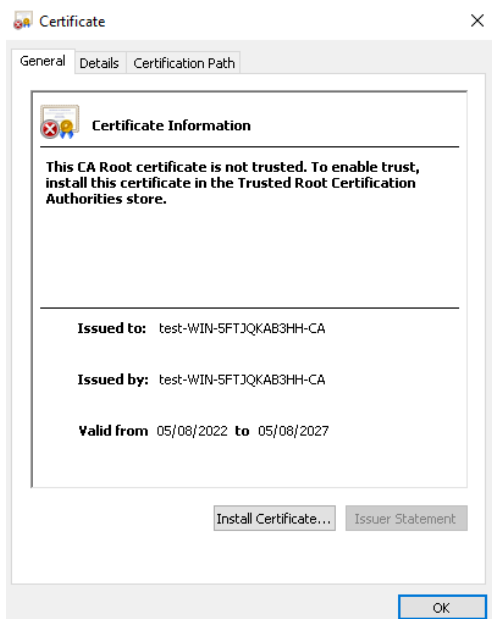 Certificate
General Details Certification Path
Certificate Information
This CA Root certificate is not trusted. To enable trust,
install this certificate in the Trusted Root Certification
Authorities store.
Issued to: test-WIN-5FTJQKAB3HH-CA
Issued by: test-WIN-5FTJQKAB3HH-CA
Valid from 05/08/2022 to 05/08/2027
Install Certificate... Issuer Statement
OK